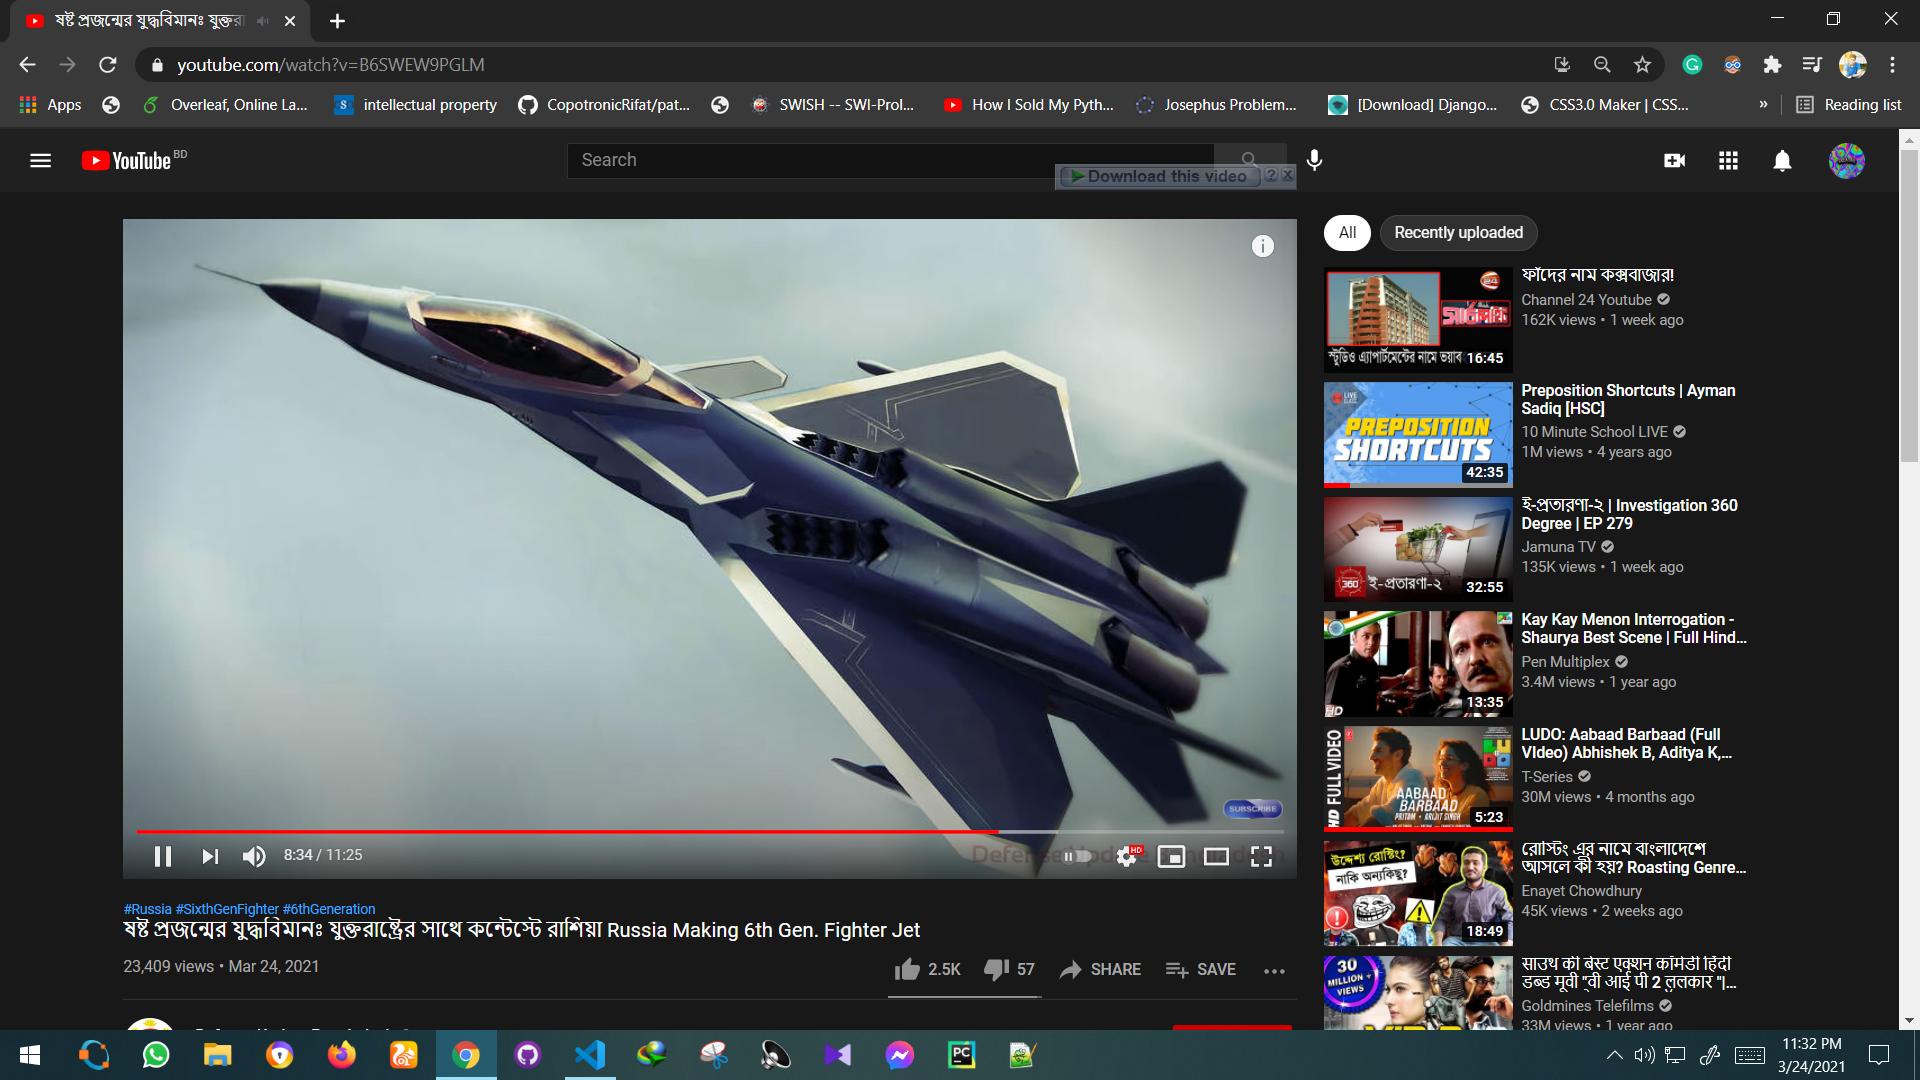 ষষ্ট প্রজন্মের যুদ্ধবিমানঃ যুক্তরা
youtube.com/watch?v=B6SWEW9PGLM
Apps
Overleaf, Online La...
intellectual property
CopotronicRifat/pat...
SWISH -- SWI-Prol...
How I Sold My Pyth...
Josephus Problem...
[Download] Django...
CSS3.0 Maker | CSS...
»
Reading list
YouTube BD
Search
Download this video
All
Recently uploaded
SUBSCRIBE
8:34 / 11:25
HD
#Russia #SixthGenFighter #6thGeneration
ষষ্ট প্রজন্মের যুদ্ধবিমানঃ যুক্তরাষ্ট্রের সাথে কন্টেস্টে রাশিয়া Russia Making 6th Gen. Fighter Jet
23,409 views • Mar 24, 2021
2.5K
57
SHARE
SAVE
24
স্টুডিও এ্যাপার্টমেন্টের নামে ভয়াব
16:45
ফাঁদের নাম কক্সবাজার!
Channel 24 Youtube
162K views • 1 week ago
PREPOSITION
SHORTCUTS
42:35
Preposition Shortcuts | Ayman
Sadiq [HSC]
10 Minute School LIVE
1M views • 4 years ago
360
ই-প্রতারণা-২
32:55
ই-প্রতারণা-২ | Investigation 360
Degree | EP 279
Jamuna TV
135K views • 1 week ago
HD
13:35
Kay Kay Menon Interrogation -
Shaurya Best Scene | Full Hind...
Pen Multiplex
3.4M views • 1 year ago
HD FULL VIDEO
AABAAD
BARBAAD
PRITAM • ARIJIT SINGH
5:23
LUDO: Aabaad Barbaad (Full
VIdeo) Abhishek B, Aditya K,...
T-Series
30M views • 4 months ago
উদ্দেশ্য রোস্টিং?
নাকি অন্যকিছু?
18:49
রোস্টিং এর নামে বাংলাদেশে
আসলে কী হয়? Roasting Genre...
Enayet Chowdhury
45K views • 2 weeks ago
30
MILLION+
VIEWS
साउथ की बेस्ट एक्शन कॉमेडी हिंदी
डब्ड मूवी "वी आई पी 2 लुलकार "|...
Goldmines Telefilms
33M views • 1 year ago
11:32 PM
3/24/2021